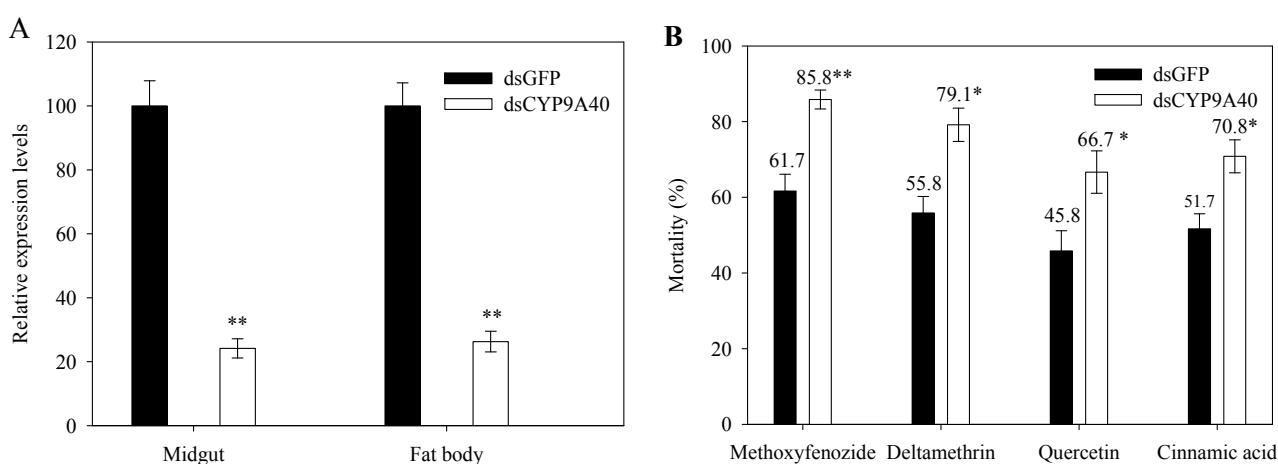 A
Relative expression levels
120
100
80
60
40
20
0
dsGFP
dsCYP9A40
**
**
Midgut
Fat body
B
Mortality (%)
100
80
60
40
20
0
dsGFP
dsCYP9A40
61.7
85.8**
55.8
79.1*
45.8
66.7 *
51.7
70.8*
Methoxyfenozide
Deltamethrin
Quercetin
Cinnamic acid